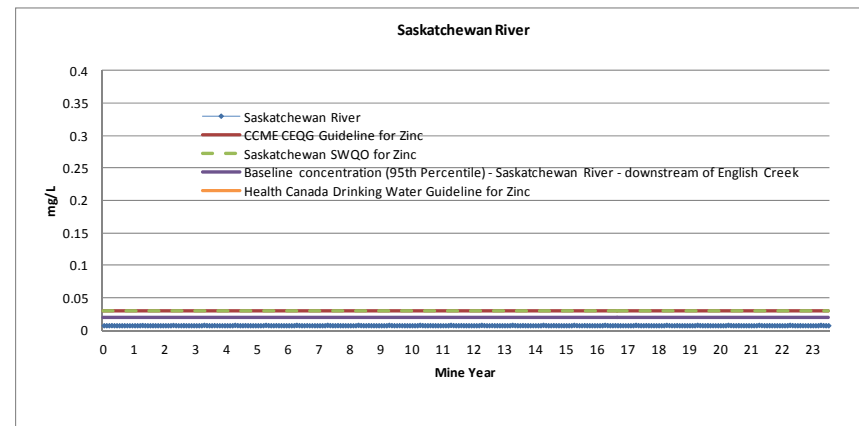 Saskatchewan River
0.4
0.35
0.3
0.25
0.2
0.15
0.1
0.05
0
mg/L
Saskatchewan River
CCME CEQG Guideline for Zinc
Saskatchewan SWQO for Zinc
Baseline concentration (95th Percentile) - Saskatchewan River - downstream of English Creek
Health Canada Drinking Water Guideline for Zinc
0 1 2 3 4 5 6 7 8 9 10 11 12 13 14 15 16 17 18 19 20 21 22 23
Mine Year